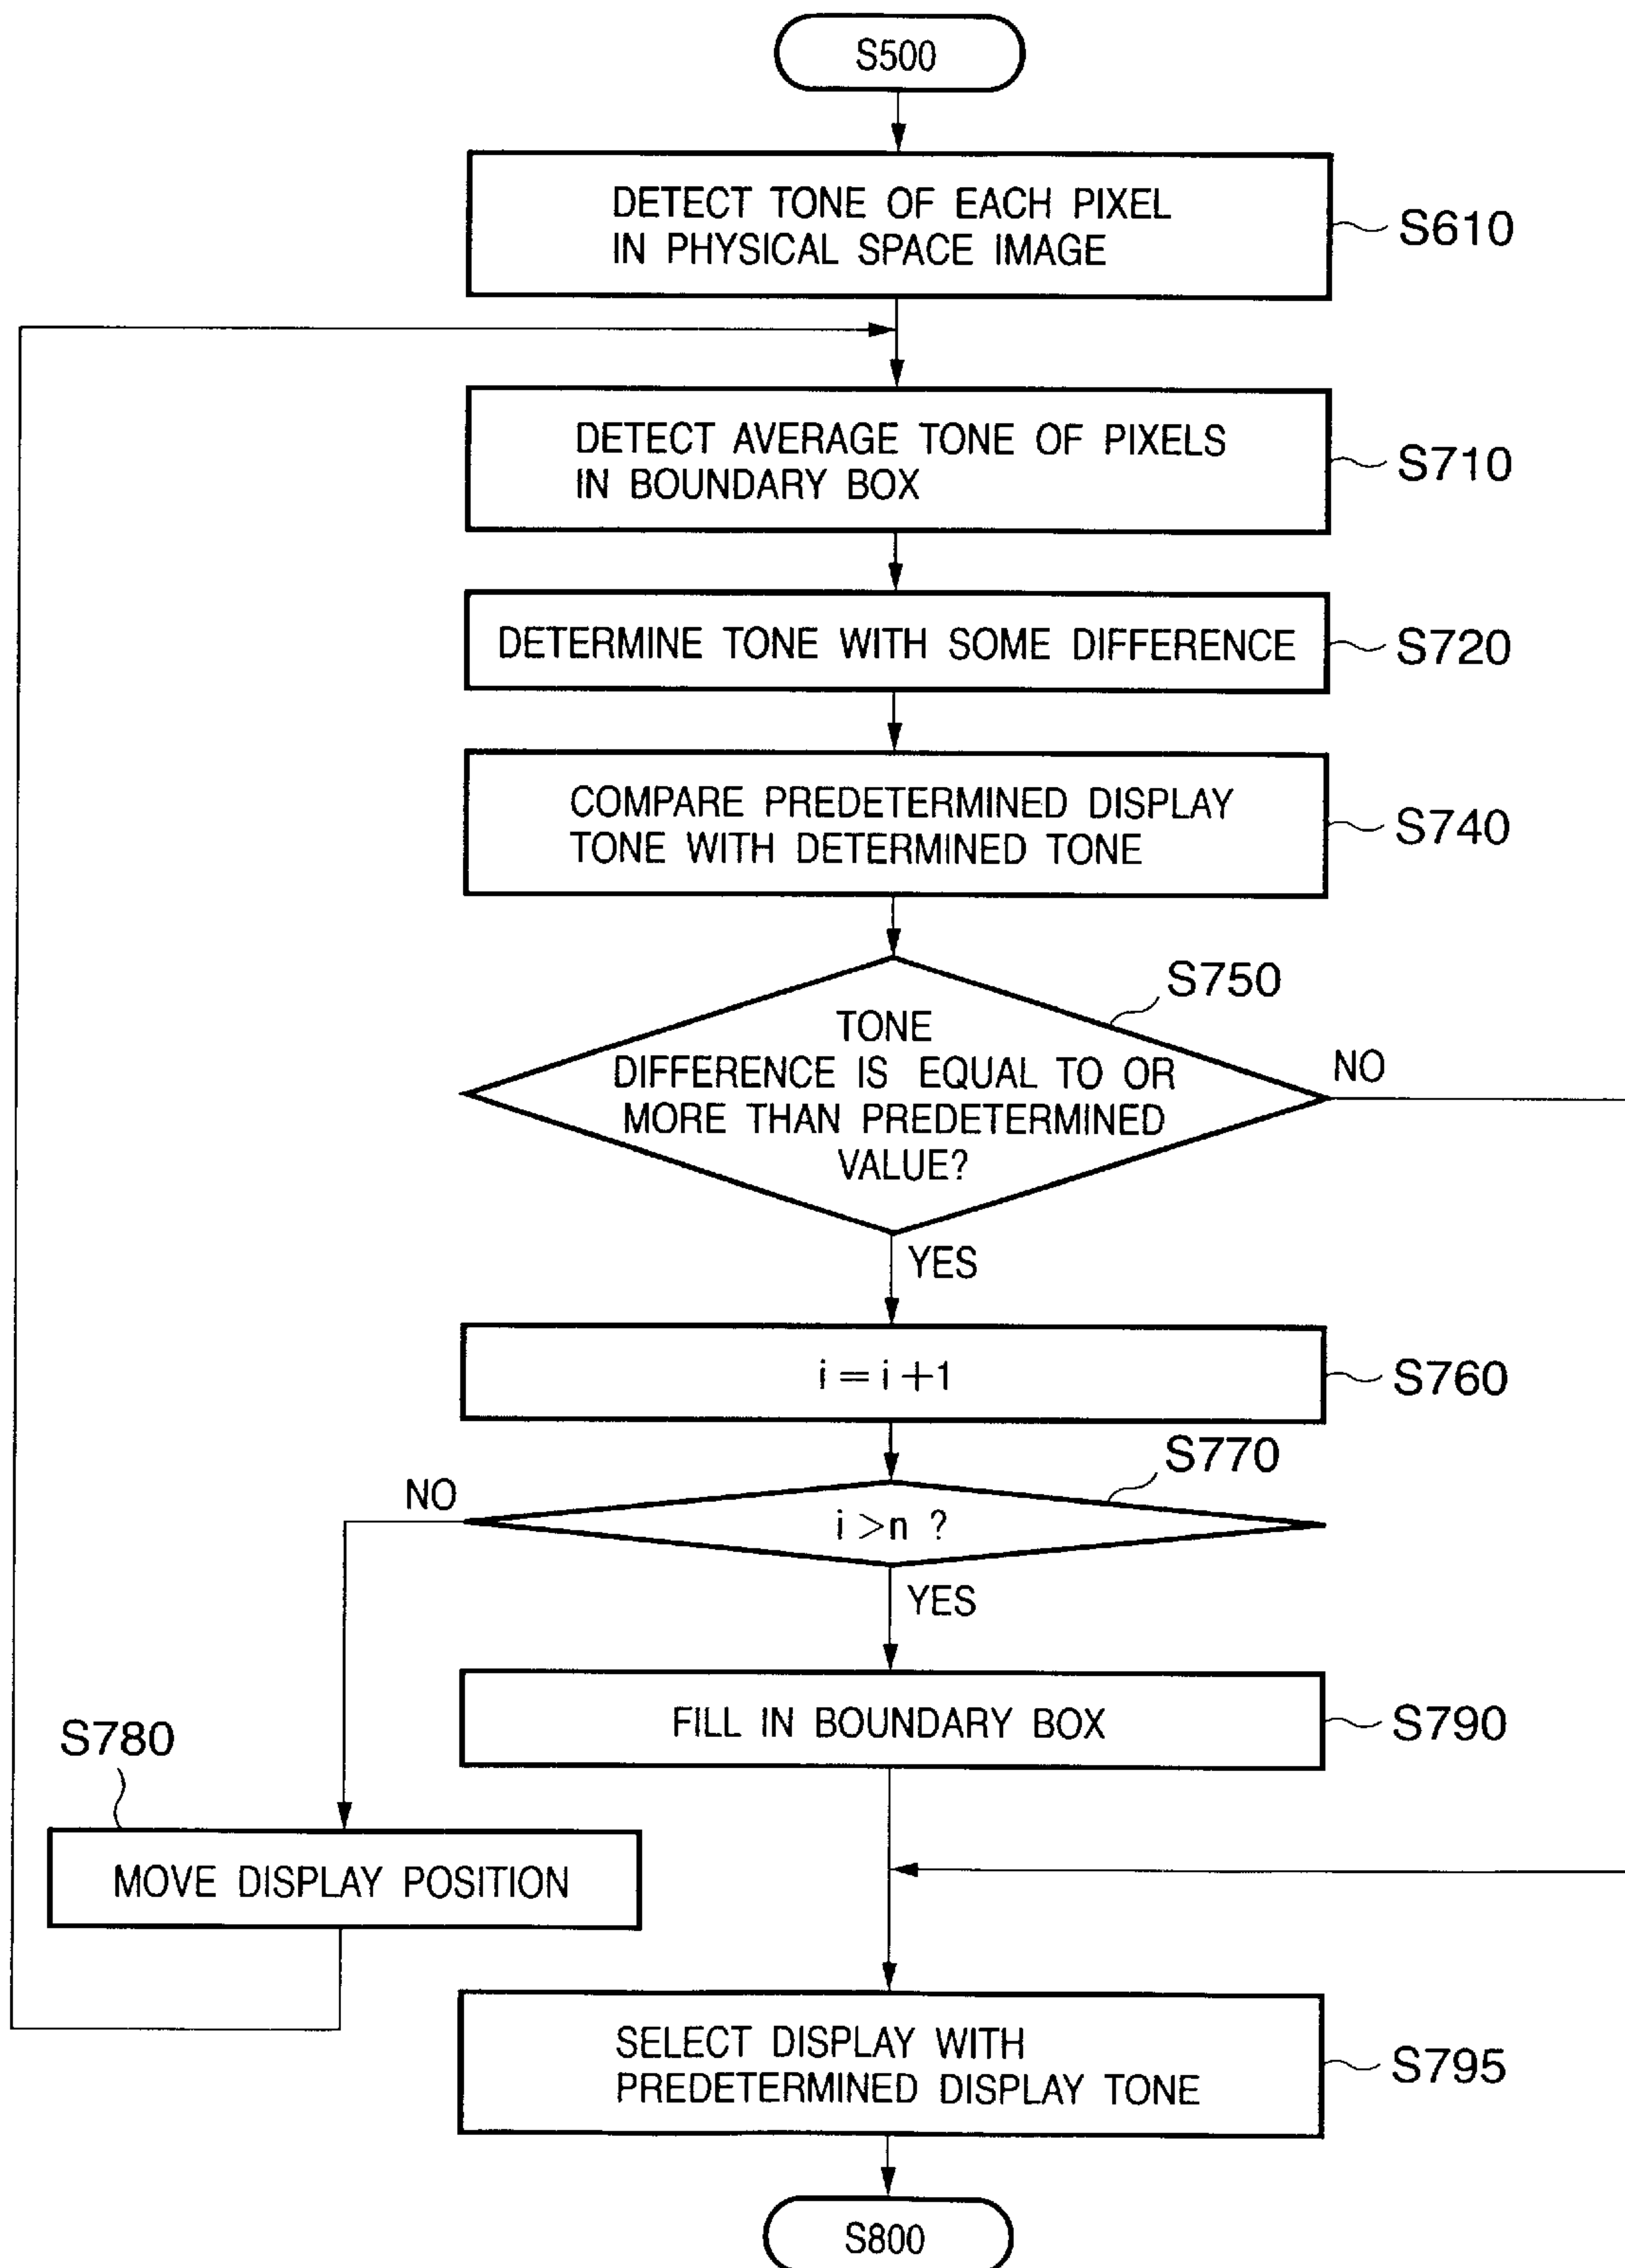 S500
DETECT TONE OF EACH PIXEL
IN PHYSICAL SPACE IMAGE
S610
DETECT AVERAGE TONE OF PIXELS
IN BOUNDARY BOX
S710
DETERMINE TONE WITH SOME DIFFERENCE
S720
COMPARE PREDETERMINED DISPLAY
TONE WITH DETERMINED TONE
S740
S750
TONE
DIFFERENCE IS EQUAL TO OR
MORE THAN PREDETERMINED
VALUE?
NO
YES
i = i +1
S760
S770
NO
i >n ?
YES
FILL IN BOUNDARY BOX
S790
S780
MOVE DISPLAY POSITION
SELECT DISPLAY WITH
PREDETERMINED DISPLAY TONE
S795
S800